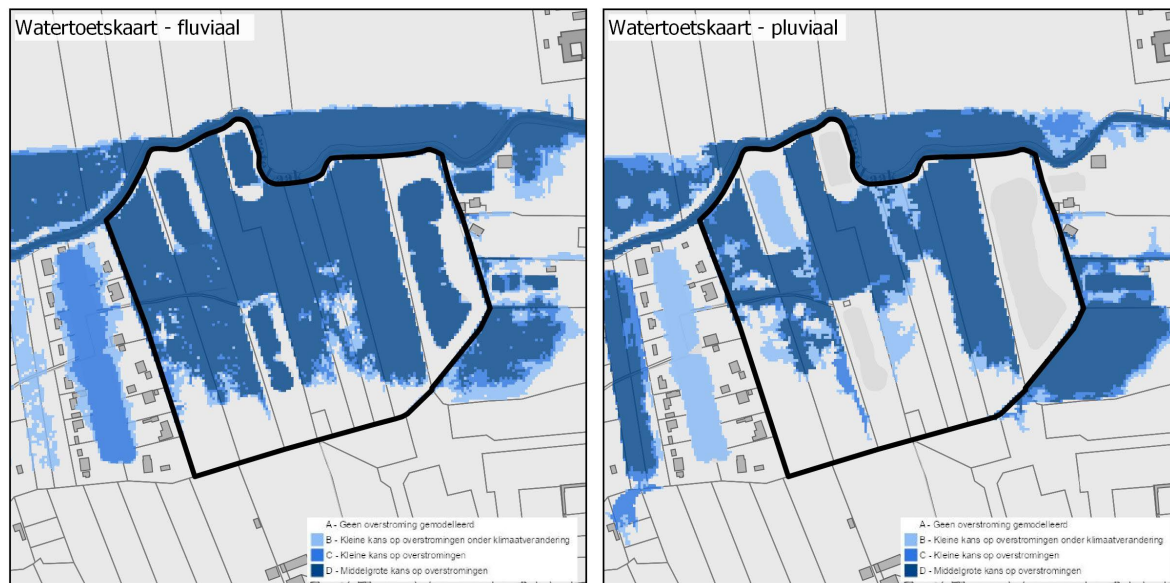 Watertoetskaart - fluviaal
A - Geen overstroming gemodelleerd
B - Kleine kans op overstromingen onder klimaatverandering
C - Kleine kans op overstromingen
D - Middelgrote kans op overstromingen
Watertoetskaart - pluviaal
A - Geen overstroming gemodelleerd
B - Kleine kans op overstromingen onder klimaatverandering
C - Kleine kans op overstromingen
D - Middelgrote kans op overstromingen